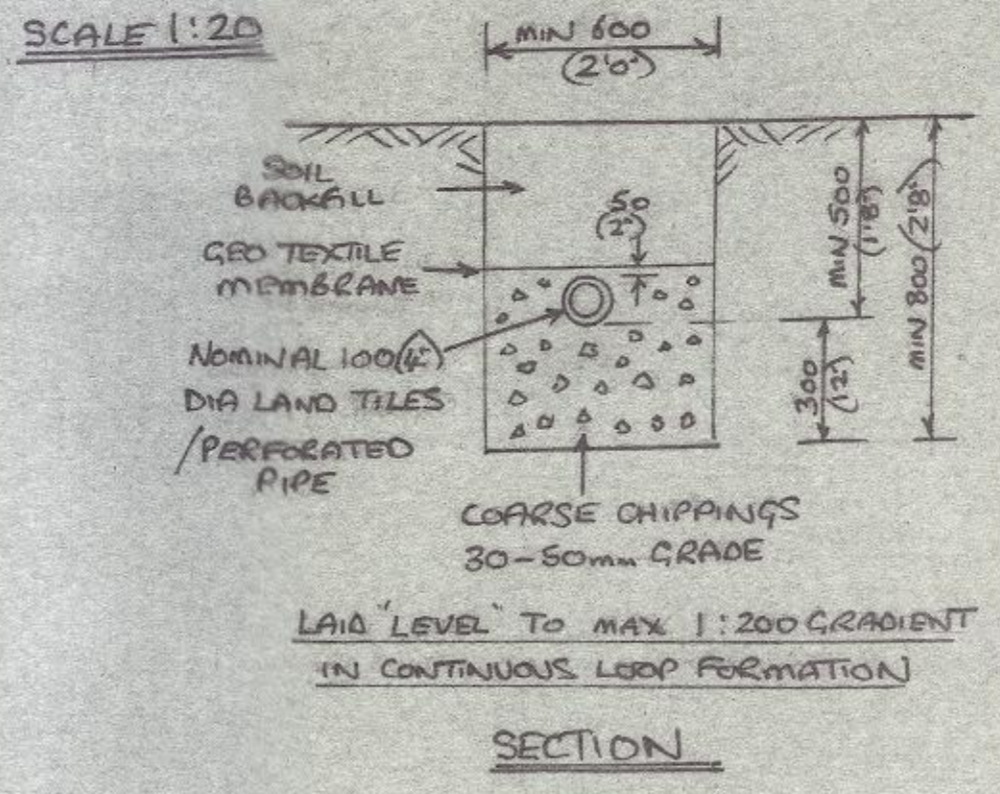 SCALE 1:20
MIN 600
(2'0")
SOIL
BACKFILL
50
(2")
GEO TEXTILE
MEMBRANE
NOMINAL 100(4")
DIA LAND TILES
/PERFORATED
PIPE
MIN 500
(1'8")
MIN 800 (2'8")
300
(12")
COARSE CHIPPINGS
30-50mm GRADE
LAID "LEVEL" TO MAX 1:200 GRADIENT
IN CONTINUOUS LOOP FORMATION
SECTION